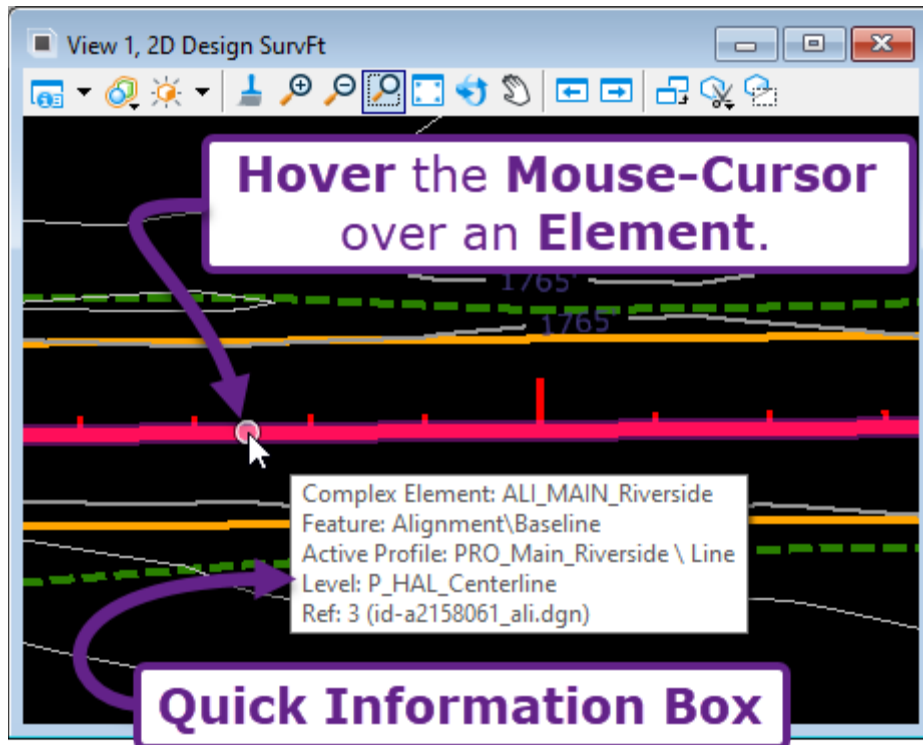 View 1, 2D Design SurvFt
Hover the Mouse-Cursor
over an Element.
1765'
1765'
Complex Element: ALI_MAIN_Riverside
Feature: Alignment\Baseline
Active Profile: PRO_Main_Riverside \ Line
Level: P_HAL_Centerline
Ref: 3 (id-a2158061_ali.dgn)
Quick Information Box